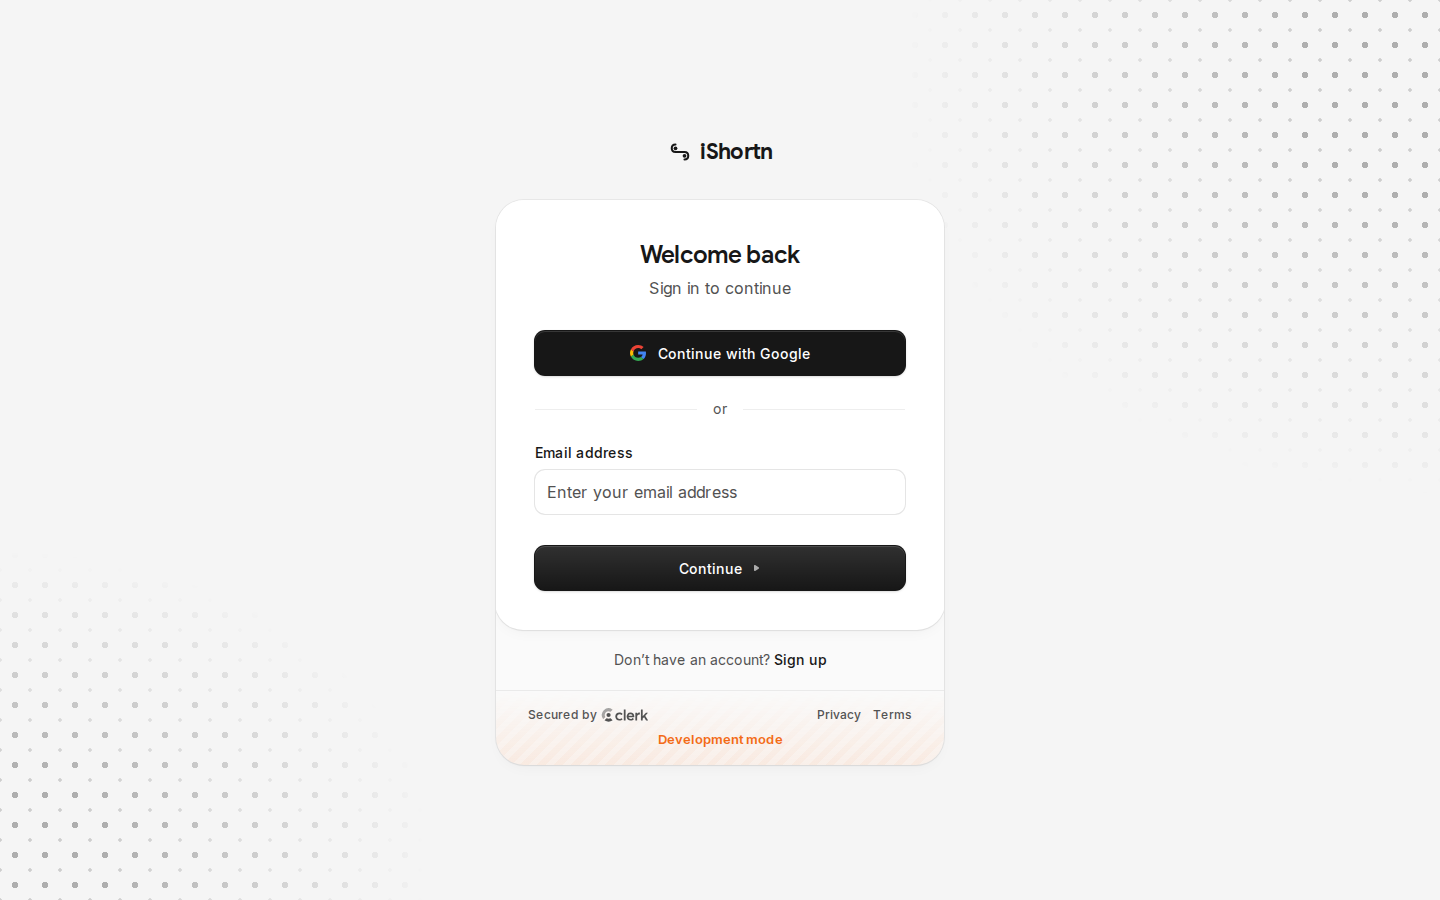 iShortn
Welcome back
Sign in to continue
Continue with Google
or
Email address
Enter your email address
Continue
Don’t have an account? Sign up
Secured by clerk
Privacy Terms
Development mode